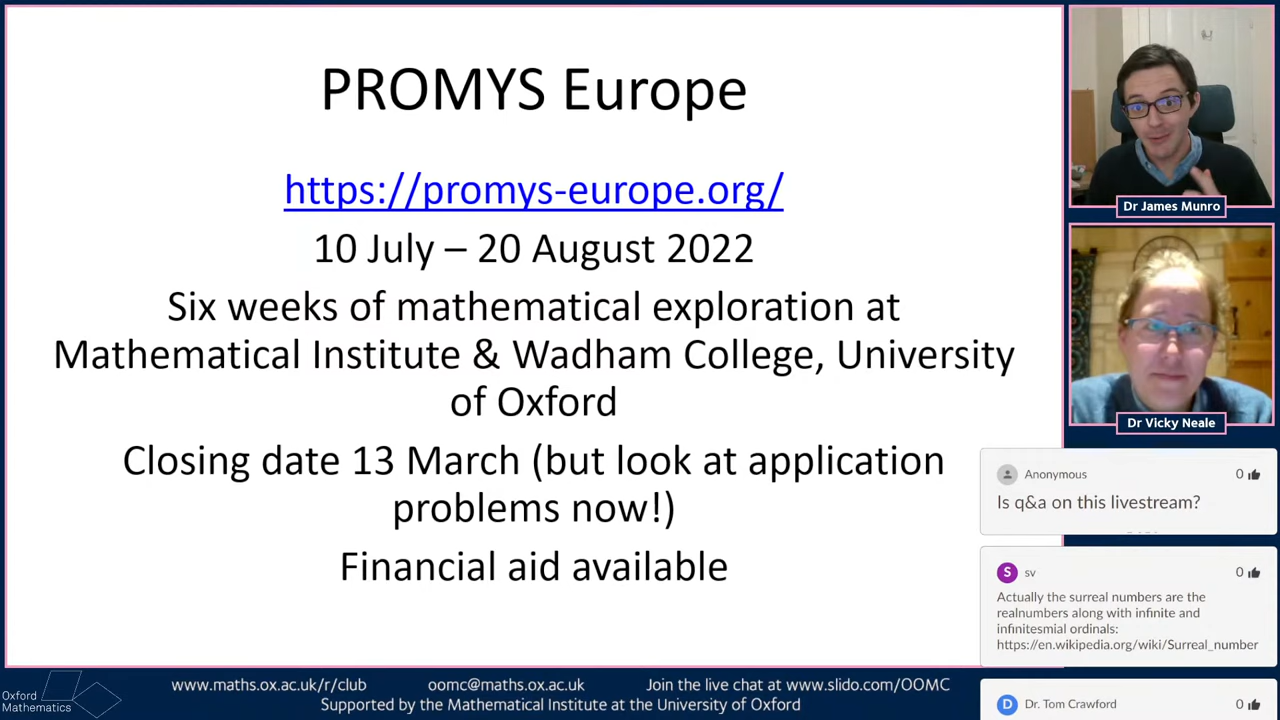 PROMYS Europe
https://promys-europe.org/
10 July – 20 August 2022
Six weeks of mathematical exploration at
Mathematical Institute & Wadham College, University
of Oxford
Closing date 13 March (but look at application
problems now!)
Financial aid available
Dr James Munro
Dr Vicky Neale
Anonymous
0
Is q&a on this livestream?
S
sv
0
Actually the surreal numbers are the
realnumbers along with infinite and
infinitesmial ordinals:
https://en.wikipedia.org/wiki/Surreal_number
D
Dr. Tom Crawford
0
Oxford
Mathematics
www.maths.ox.ac.uk/r/club
oomc@maths.ox.ac.uk
Join the live chat at www.slido.com/OOMC
Supported by the Mathematical Institute at the University of Oxford